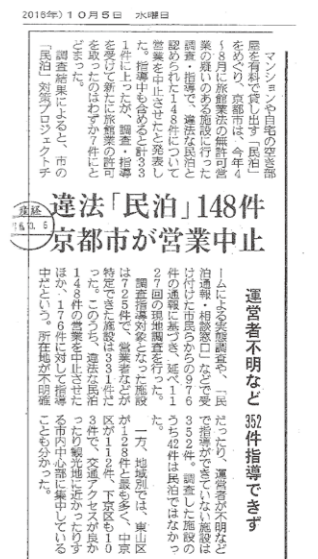 2016年)10月5日 水曜日
マンションや自宅の空き部
屋を有料で貸し出す「民泊」
をめぐり、京都市は、今年4
〜8月に旅館業法の無許可営
業の疑いのある施設に行った
調査・指導で、違法な民泊と
認められた148件について
営業を中止させたと発表し
た。指導中も含めると計33
1件に上ったが、調査・指導
を受けて新たに旅館業の許可
を取ったのはわずか7件にと
どまった。
調査結果によると、市の
「民泊」対策プロジェクトチ
違法「民泊」148件
京都市が営業中止
産経
運営者不明など 352件指導できず
ームによる実態調査や、「民
泊通報・相談窓口」などで受
け付けた市民らからの976
件の通報に基づき、延べ11
27回の現地調査を行った。
調査指導対象となった施設
は725件で、営業者などが
特定できた施設は331件だ
った。このうち、違法な民泊
148件の営業を中止させた
ほか、176件に対して指導
中だという。所在地が不明確
だったり、運営者が不明など
で指導ができていない施設は
352件。調査した施設の
うち42件は民泊ではなかっ
た。
一方、地域別では、東山区
が128件と最も多く、中京
区が112件、下京区も10
3件で、交通アクセスが良か
ったり観光地に近かったりす
る市内中心部に集中している
ことも分かった。